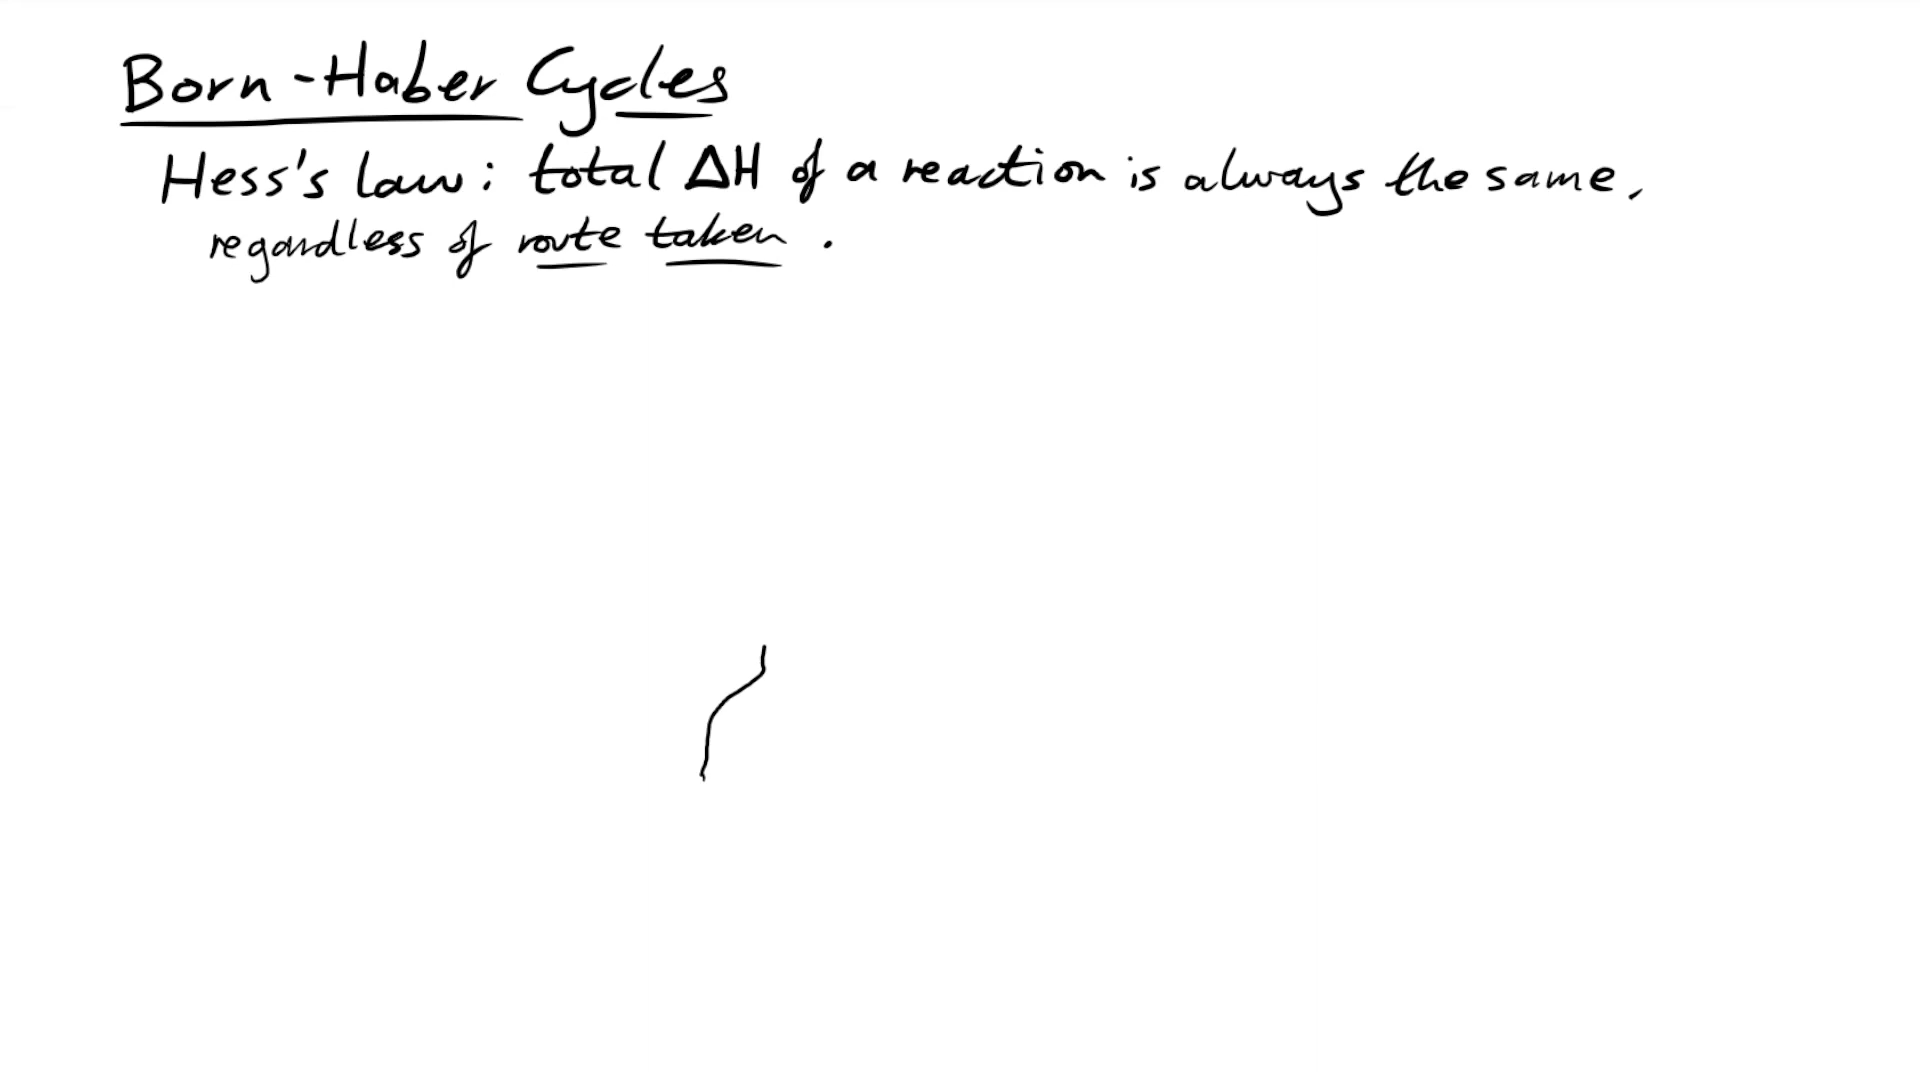 Born-Haber Cycles
Hess's law: total ΔH of a reaction is always the same,
regardless of route taken.